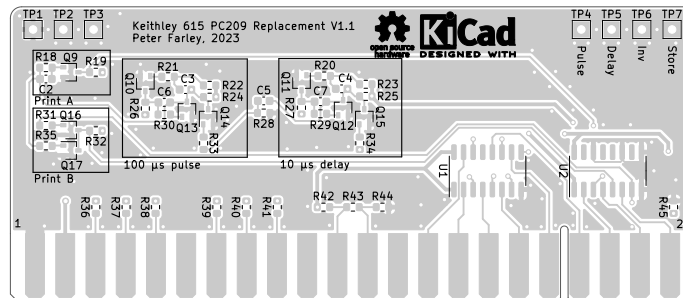 TP1 TP2 TP3
Keithley 615 PC209 Replacement V1.1
Peter Farley, 2023
open source
hardware
KiCad
DESIGNED WITH
TP4 TP5 TP6 TP7
Pulse
Delay
Inv
Store
R18 Q9 R19
C2
Print A
R31 Q16
R35 R32
Q17
Print B
R21
Q10 C3 R22
C6 R24
R26 Q14
R30 Q13
R33
100 µs pulse
C5
R28
R20
Q11 C4 R23
C7 R25
R27 Q15
R29 Q12
R34
10 µs delay
U1
U2
R36
R37
R38
R39
R40
R41
R42 R43 R44
R45
1
2